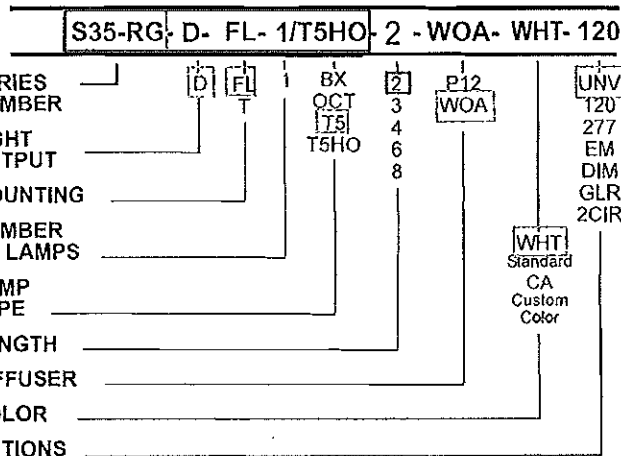 S35-RG- D- FL- 1/T5HO- 2 - WOA- WHT- 120
RIES D FL 1 BX 2 P12 UNV
MBER T OCT 3 WOA 120
GHT T5 4 277
TPUT T5HO 6 EM
8 DIM
OUNTING GLR
2CIR
MBER
LAMPS WHT
Standard
MP CA
PE Custom
Color
NGTH
FFUSER
LOR
TIONS